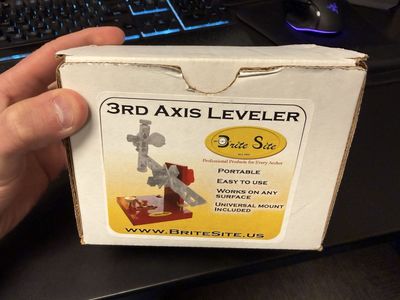 3RD AXIS LEVELER
Brite Site
Professional Products for Every Archer
PORTABLE
EASY TO USE
WORKS ON ANY
SURFACE
UNIVERSAL MOUNT
INCLUDED
WWW.BRITESITE.US